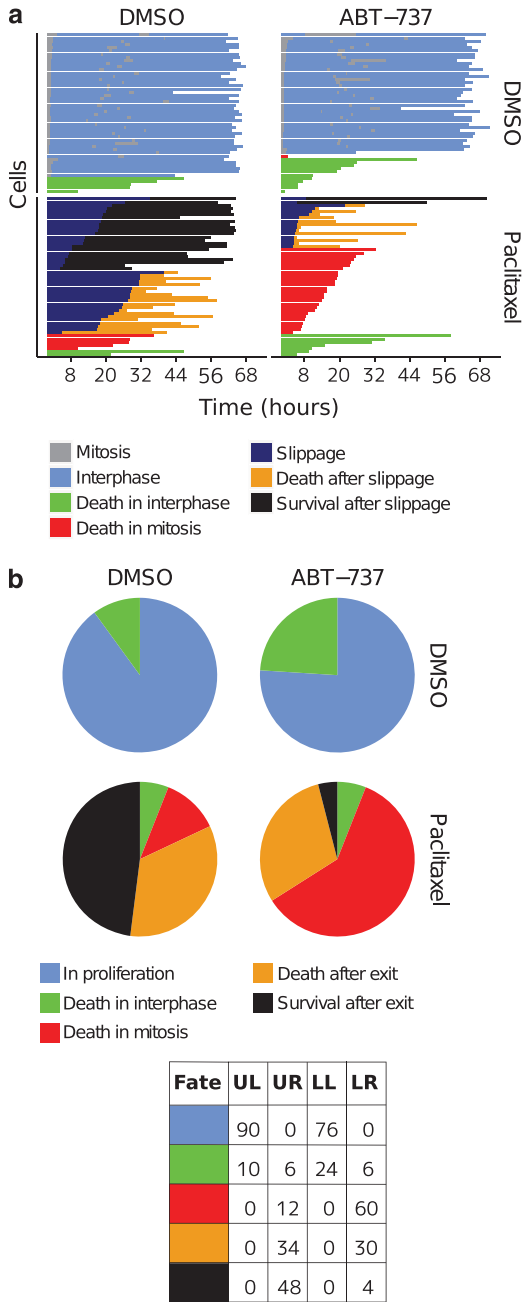 a
DMSO ABT−737
Cells
DMSO
Paclitaxel
8 20 32 44 56 68 8 20 32 44 56 68
Time (hours)
Mitosis
Interphase
Death in interphase
Death in mitosis
Slippage
Death after slippage
Survival after slippage
b
DMSO ABT−737
DMSO
Paclitaxel
In proliferation
Death in interphase
Death in mitosis
Death after exit
Survival after exit
Fate UL UR LL LR
90 0 76 0
10 6 24 6
0 12 0 60
0 34 0 30
0 48 0 4